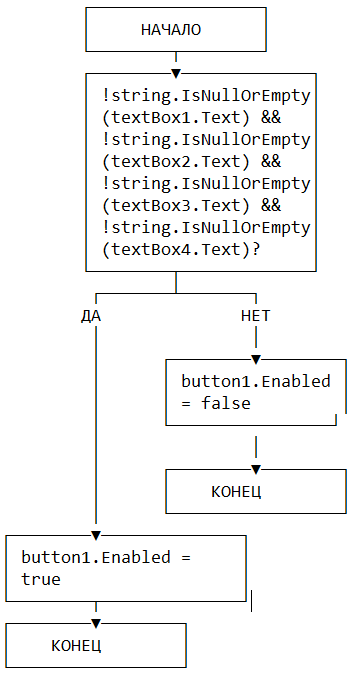 НАЧАЛО
!string.IsNullOrEmpty
(textBox1.Text) &&
!string.IsNullOrEmpty
(textBox2.Text) &&
!string.IsNullOrEmpty
(textBox3.Text) &&
!string.IsNullOrEmpty
(textBox4.Text)?
ДА
НЕТ
button1.Enabled
= false
КОНЕЦ
button1.Enabled =
true
КОНЕЦ